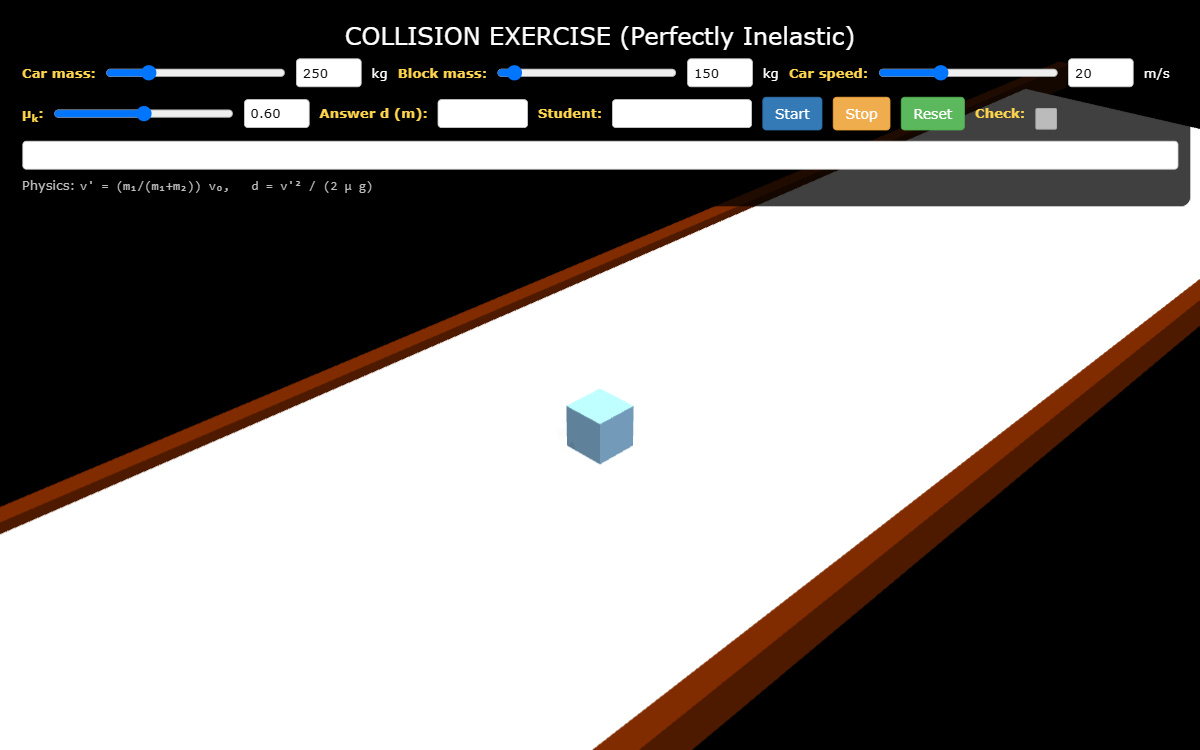 COLLISION EXERCISE (Perfectly Inelastic)
Car mass: 250 kg Block mass: 150 kg Car speed: 20 m/s
μk: 0.60 Answer d (m): Student: Start Stop Reset Check:
Physics: v' = (m₁/(m₁+m₂)) v₀, d = v'² / (2 μ g)